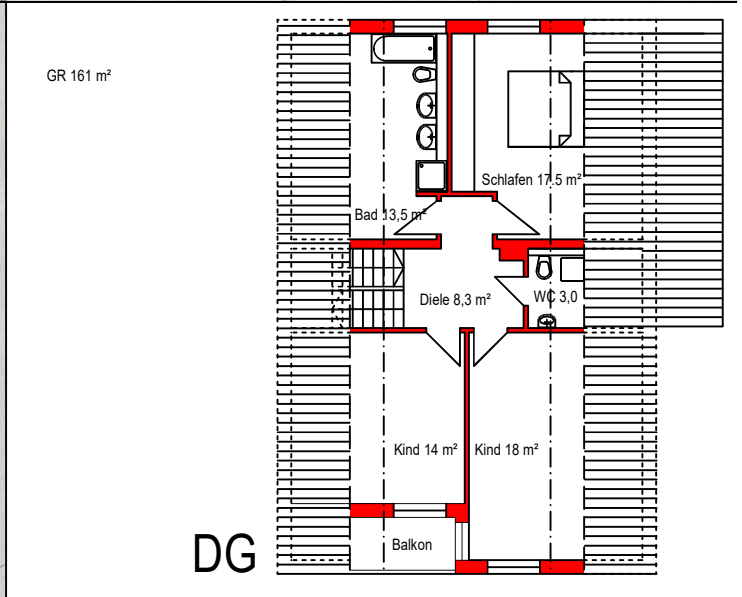 GR 161 m²
Schlafen 17.5 m²
Bad 13,5 m²
Diele 8,3 m²
WC 3,0
Kind 14 m²
Kind 18 m²
Balkon
DG